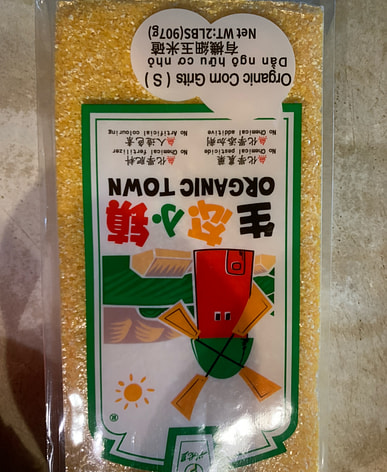 ®
生态小鎮
ORGANIC TOWN
化學農藥 化學肥料
No Chemical pesticide No Chemical fertilizer
化學添加劑 人造色素
No Chemical additive No Artificial colouring
Organic Corn Grits ( S )
Dần ngô hữu cơ nhỏ
有機細玉米碴
Net WT:2LBS(907g)